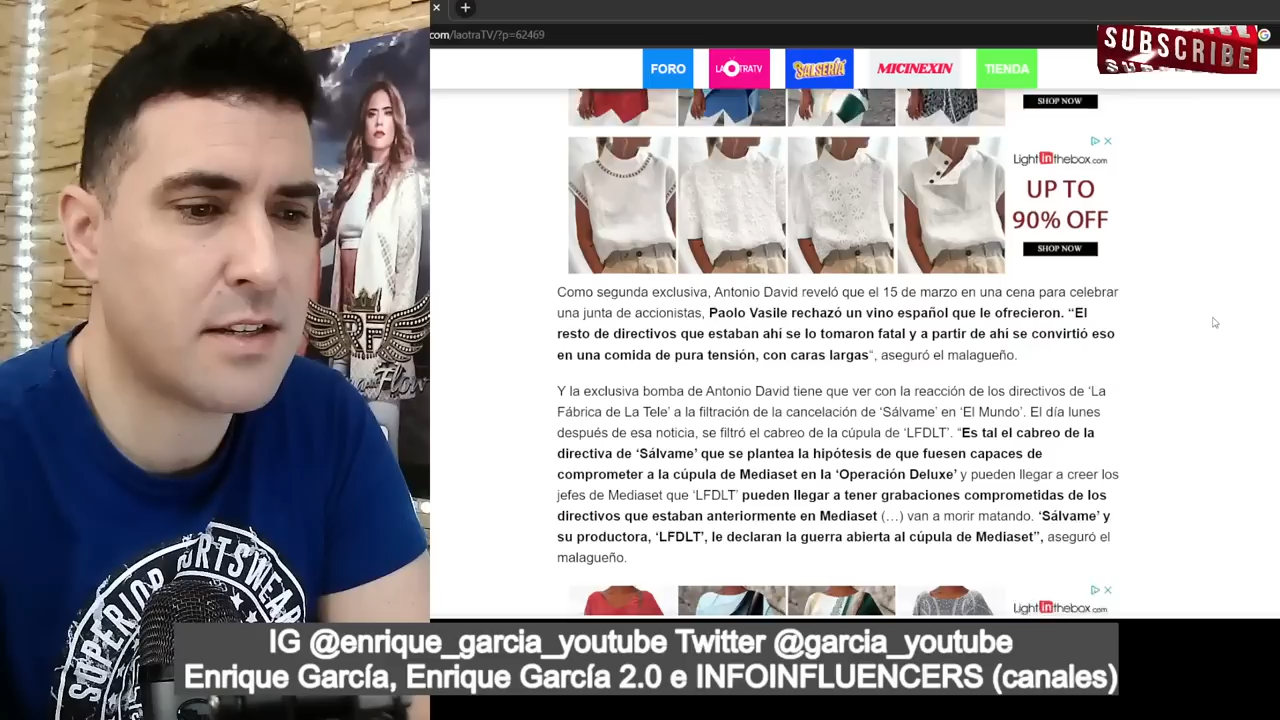 com/laotraTV/?p=62469
SUBSCRIBE
FORO
LAOTRATV
SALSERÍA
MICINEXIN
TIENDA
SHOP NOW
Lightinthebox.com
UP TO
90% OFF
SHOP NOW
Como segunda exclusiva, Antonio David reveló que el 15 de marzo en una cena para celebrar
una junta de accionistas, Paolo Vasile rechazó un vino español que le ofrecieron. “El
resto de directivos que estaban ahí se lo tomaron fatal y a partir de ahí se convirtió eso
en una comida de pura tensión, con caras largas“, aseguró el malagueño.
Y la exclusiva bomba de Antonio David tiene que ver con la reacción de los directivos de ‘La
Fábrica de La Tele’ a la filtración de la cancelación de ‘Sálvame’ en ‘El Mundo’. El día lunes
después de esa noticia, se filtró el cabreo de la cúpula de ‘LFDLT’. “Es tal el cabreo de la
directiva de ‘Sálvame’ que se plantea la hipótesis de que fuesen capaces de
comprometer a la cúpula de Mediaset en la ‘Operación Deluxe’ y pueden llegar a creer los
jefes de Mediaset que ‘LFDLT’ pueden llegar a tener grabaciones comprometidas de los
directivos que estaban anteriormente en Mediaset (…) van a morir matando. ‘Sálvame’ y
su productora, ‘LFDLT’, le declaran la guerra abierta al cúpula de Mediaset”, aseguró el
malagueño.
Lightinthebox.com
Flow
SUPERIOR SPORTSWEAR
IG @enrique_garcia_youtube Twitter @garcia_youtube
Enrique García, Enrique García 2.0 e INFOINFLUENCERS (canales)